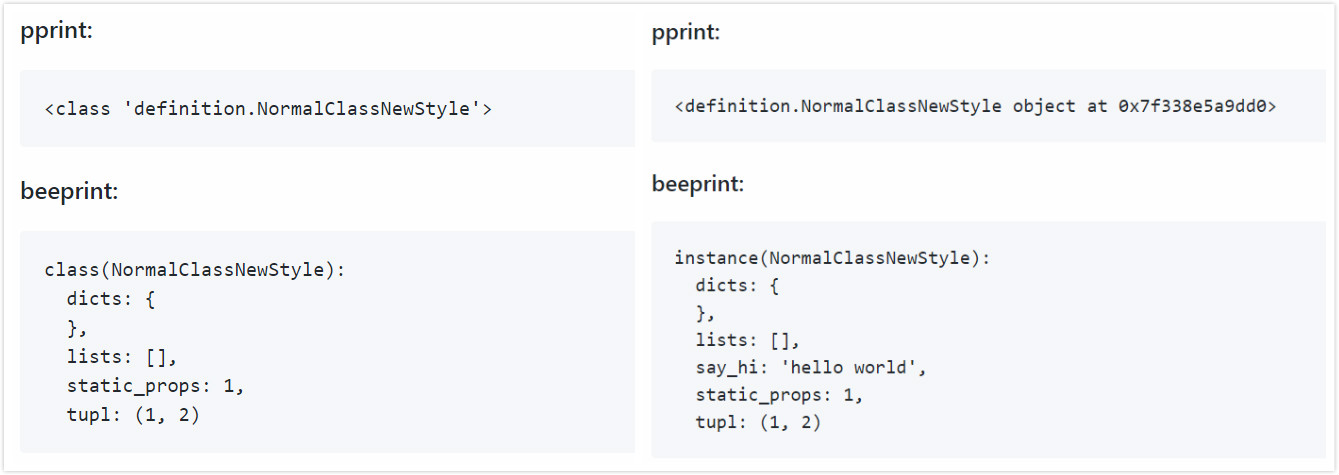 pprint:
<class 'definition.NormalClassNewStyle'>
beeprint:
class(NormalClassNewStyle):
  dicts: {
  },
  lists: [],
  static_props: 1,
  tupl: (1, 2)
pprint:
<definition.NormalClassNewStyle object at 0x7f338e5a9dd0>
beeprint:
instance(NormalClassNewStyle):
  dicts: {
  },
  lists: [],
  say_hi: 'hello world',
  static_props: 1,
  tupl: (1, 2)